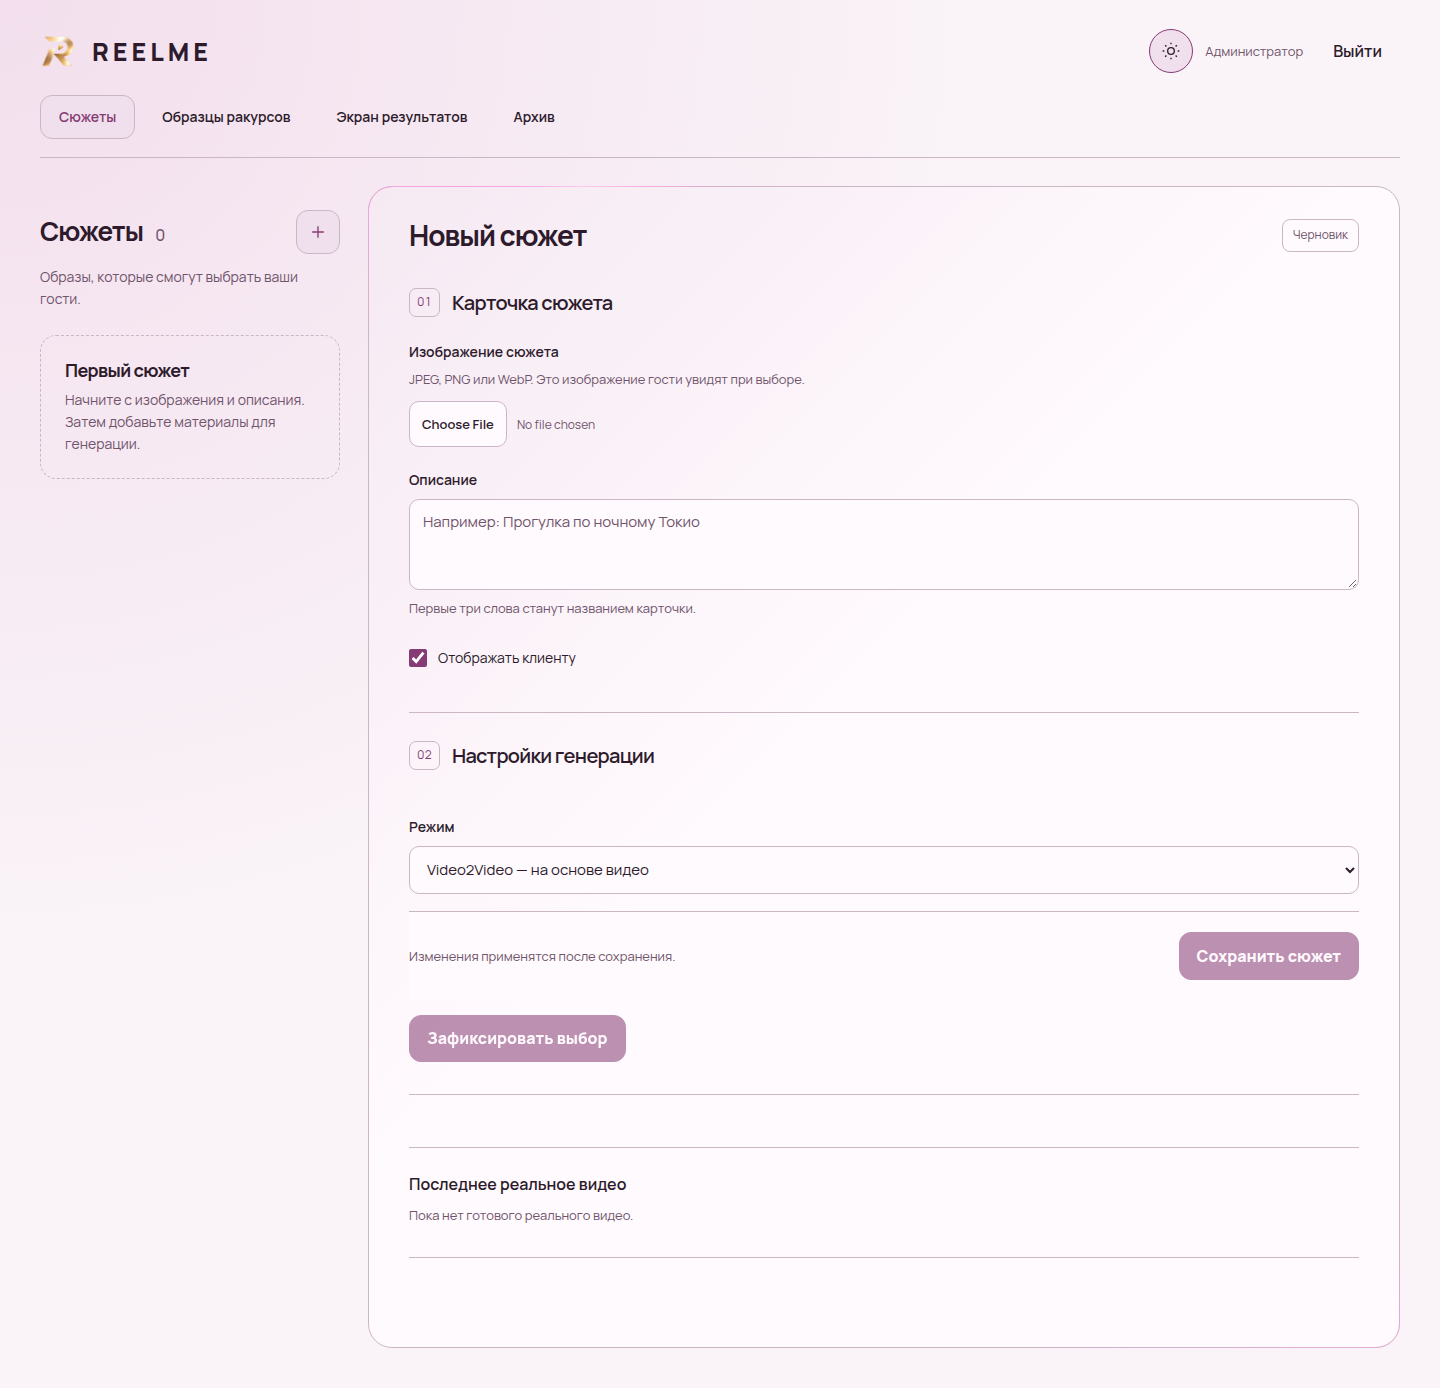 REELME
Администратор
Выйти
Сюжеты
Образцы ракурсов
Экран результатов
Архив
Сюжеты 0
+
Образы, которые смогут выбрать ваши
гости.
Первый сюжет
Начните с изображения и описания.
Затем добавьте материалы для
генерации.
Новый сюжет
Черновик
01 Карточка сюжета
Изображение сюжета
JPEG, PNG или WebP. Это изображение гости увидят при выборе.
Choose File No file chosen
Описание
Например: Прогулка по ночному Токио
Первые три слова станут названием карточки.
Отображать клиенту
02 Настройки генерации
Режим
Video2Video — на основе видео
Изменения применятся после сохранения.
Сохранить сюжет
Зафиксировать выбор
Последнее реальное видео
Пока нет готового реального видео.